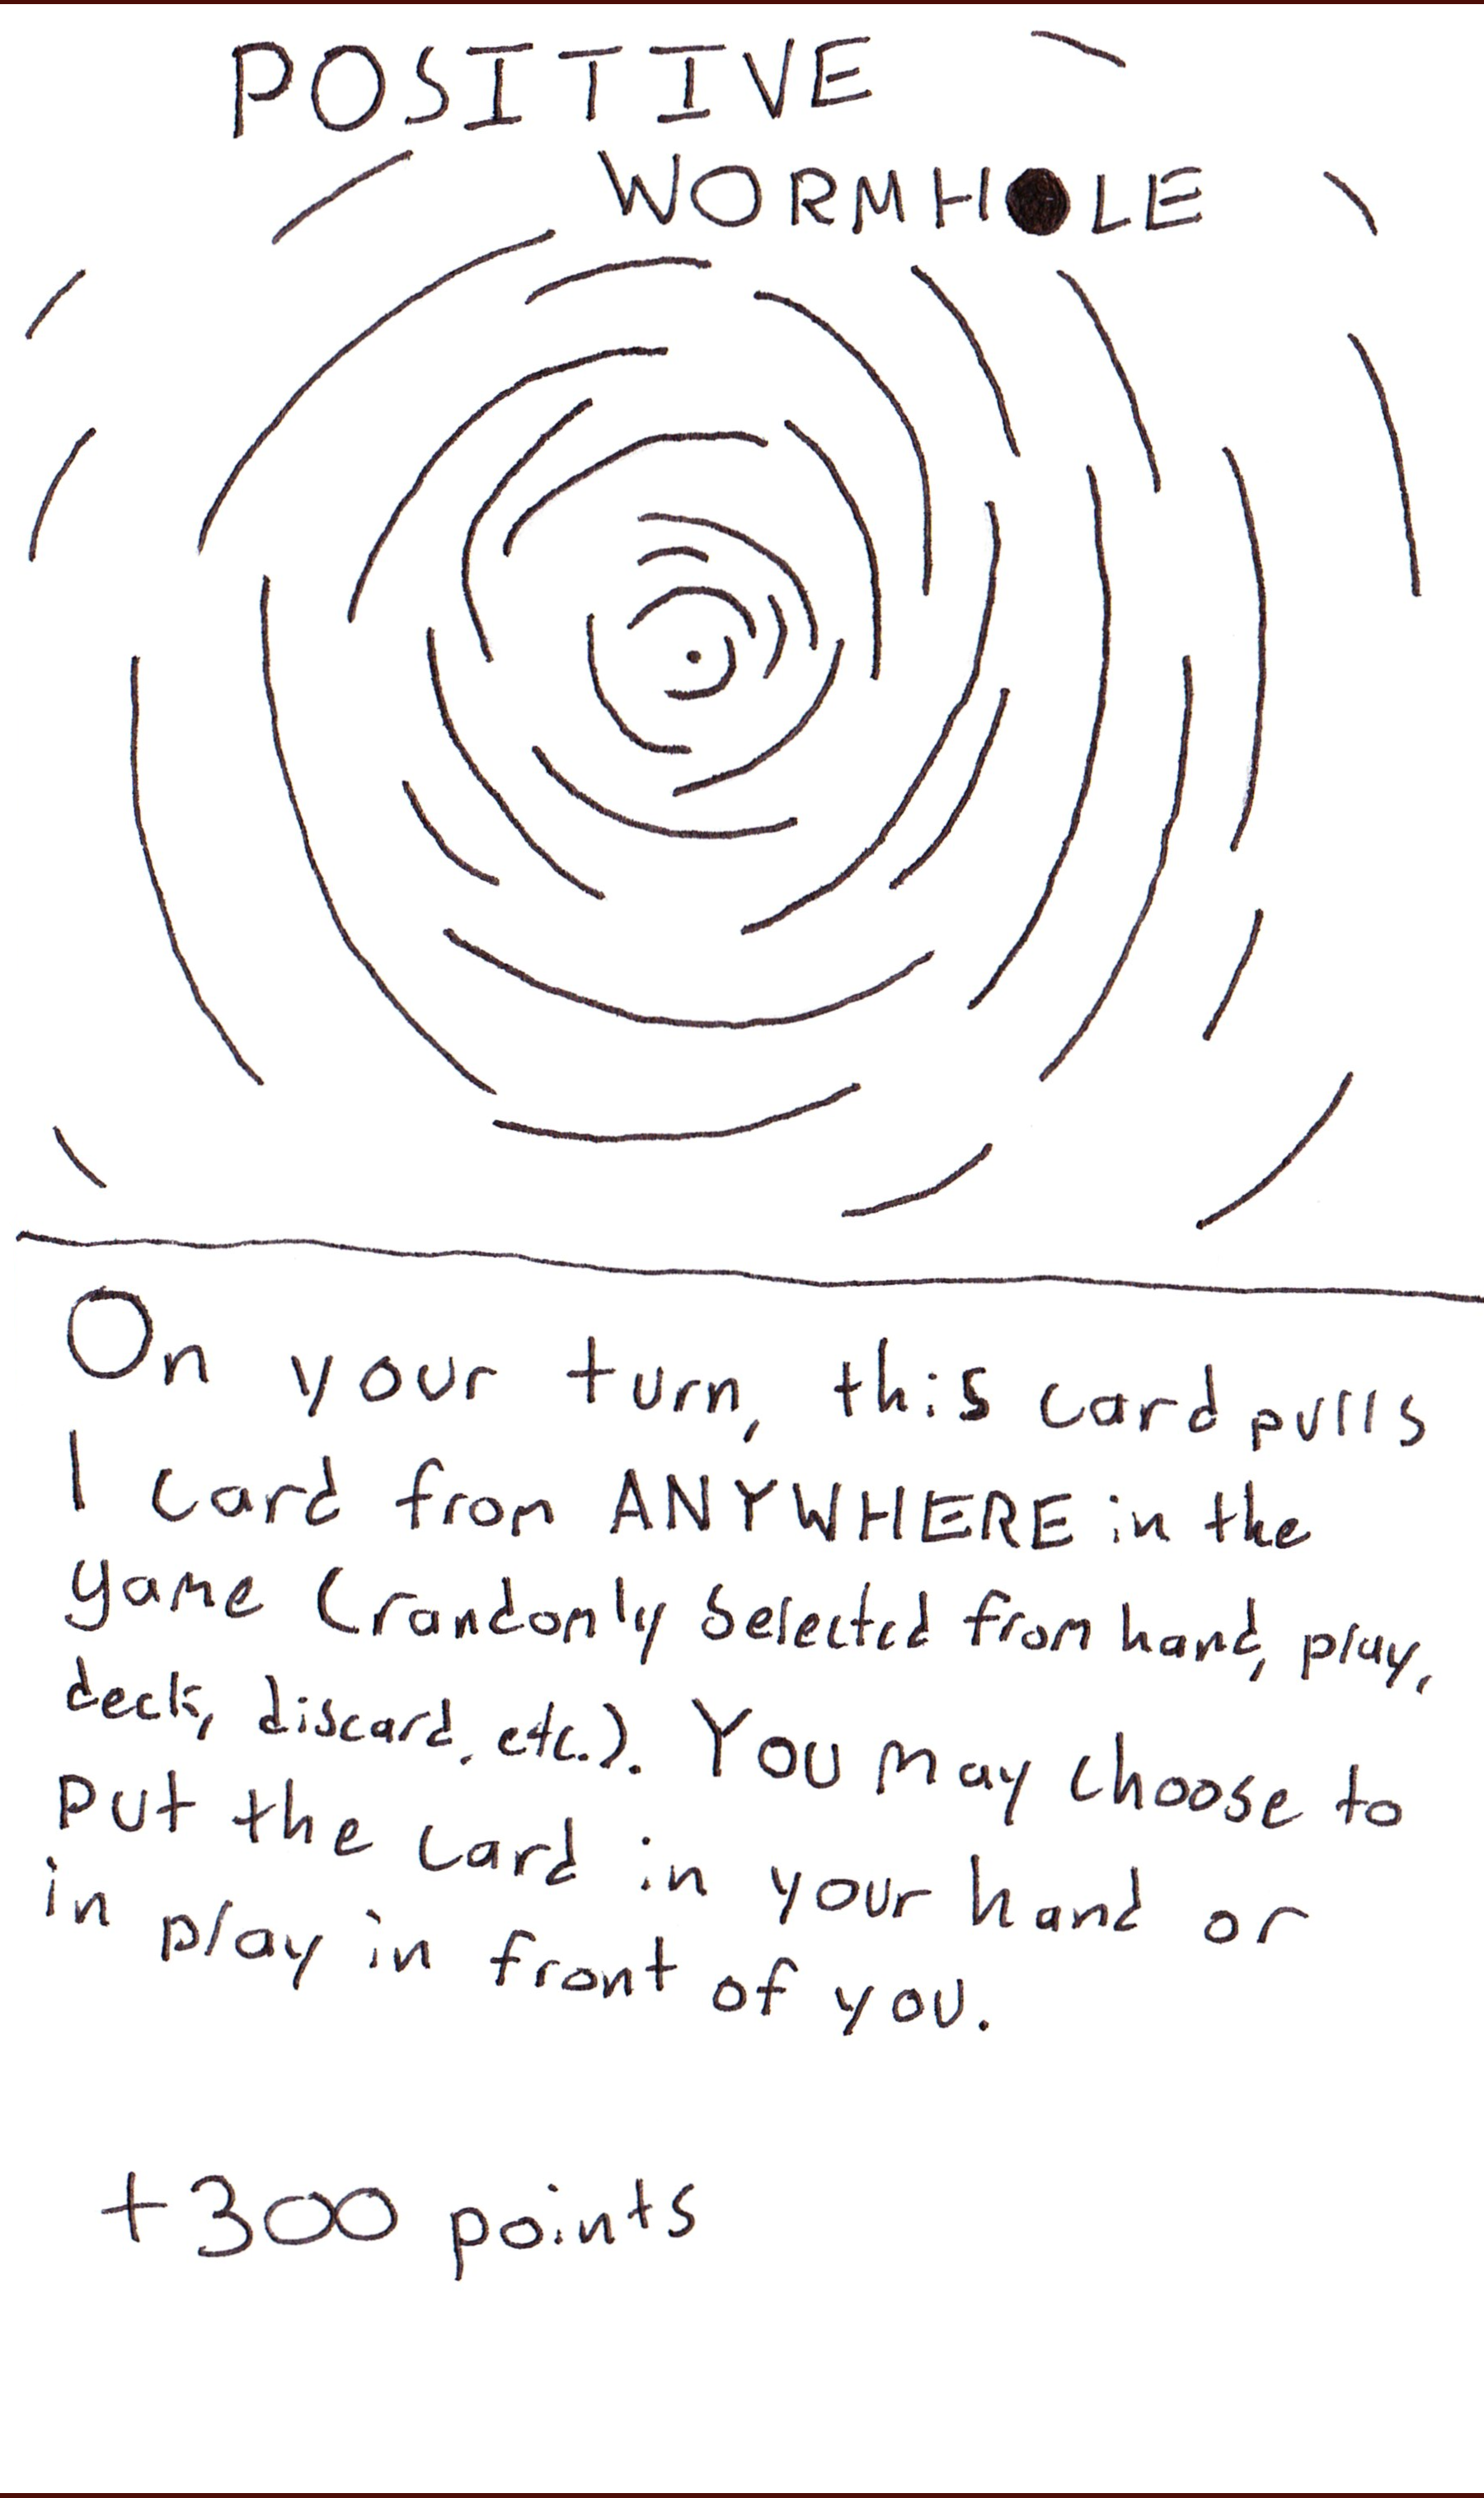 POSITIVE
WORMHOLE
On your turn, this card pulls
1 card from ANYWHERE in the
game (randomly selected from hand, play,
deck, discard, etc.). You may choose to
put the card in your hand or
in play in front of you.
+300 points